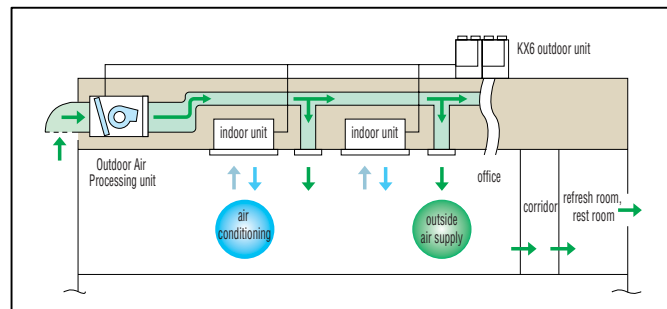 KX6 outdoor unit
indoor unit
indoor unit
Outdoor Air
Processing unit
office
air
conditioning
outside
air supply
corridor
refresh room,
rest room